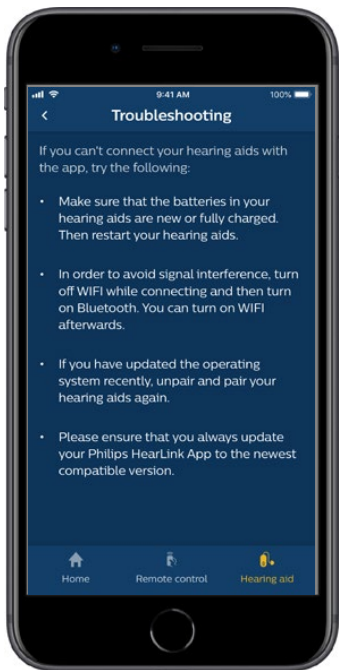 9:41 AM
100%
Troubleshooting
If you can't connect your hearing aids with
the app, try the following:
• Make sure that the batteries in your
hearing aids are new or fully charged.
Then restart your hearing aids.
• In order to avoid signal interference, turn
off WIFI while connecting and then turn
on Bluetooth. You can turn on WIFI
afterwards.
• If you have updated the operating
system recently, unpair and pair your
hearing aids again.
• Please ensure that you always update
your Philips HearLink App to the newest
compatible version.
Home
Remote control
Hearing aid